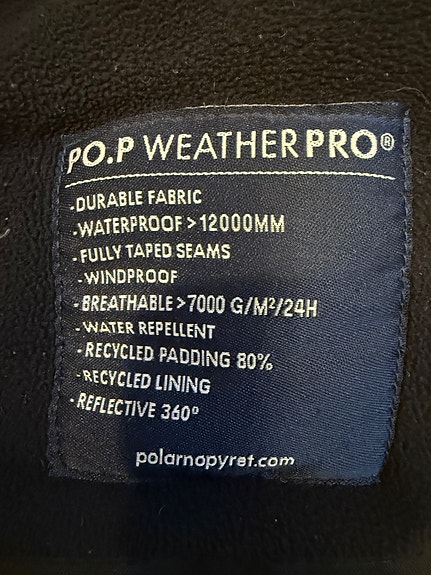 PO.P WEATHERPRO®
-DURABLE FABRIC
-WATERPROOF > 12000MM
-FULLY TAPED SEAMS
-WINDPROOF
-BREATHABLE >7000 G/M²/24H
-WATER REPELLENT
-RECYCLED PADDING 80%
-RECYCLED LINING
-REFLECTIVE 360°
polarnopyret.com